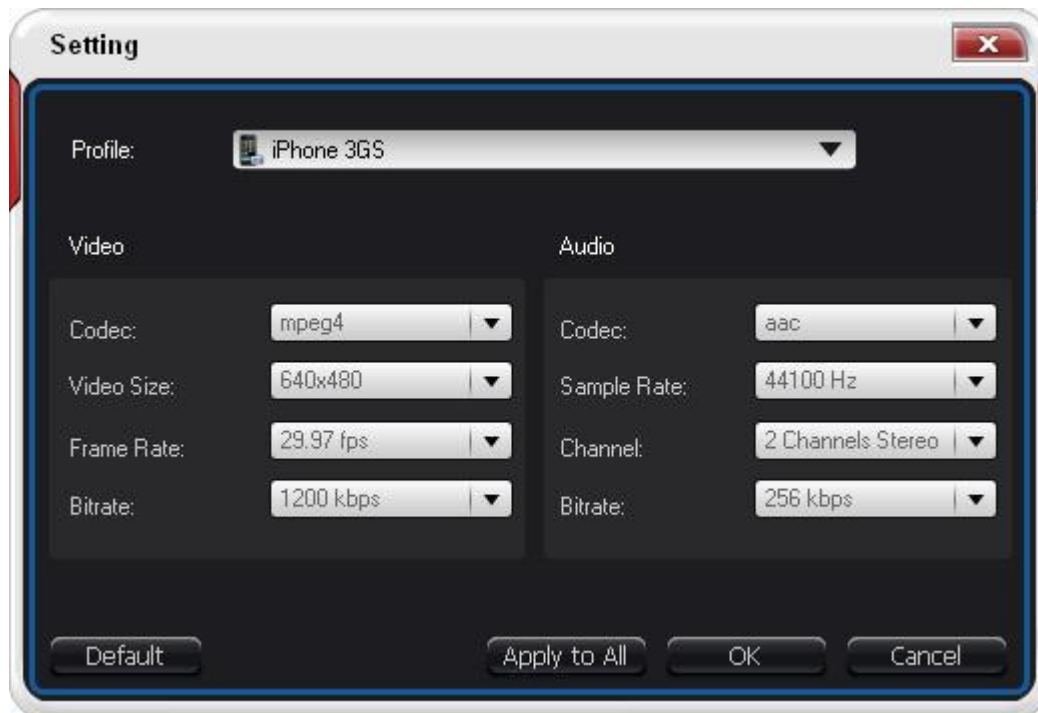 Setting
Profile: iPhone 3GS
Video Audio
Codec: mpeg4 Codec: aac
Video Size: 640x480 Sample Rate: 44100 Hz
Frame Rate: 29.97 fps Channel: 2 Channels Stereo
Bitrate: 1200 kbps Bitrate: 256 kbps
Default Apply to All OK Cancel